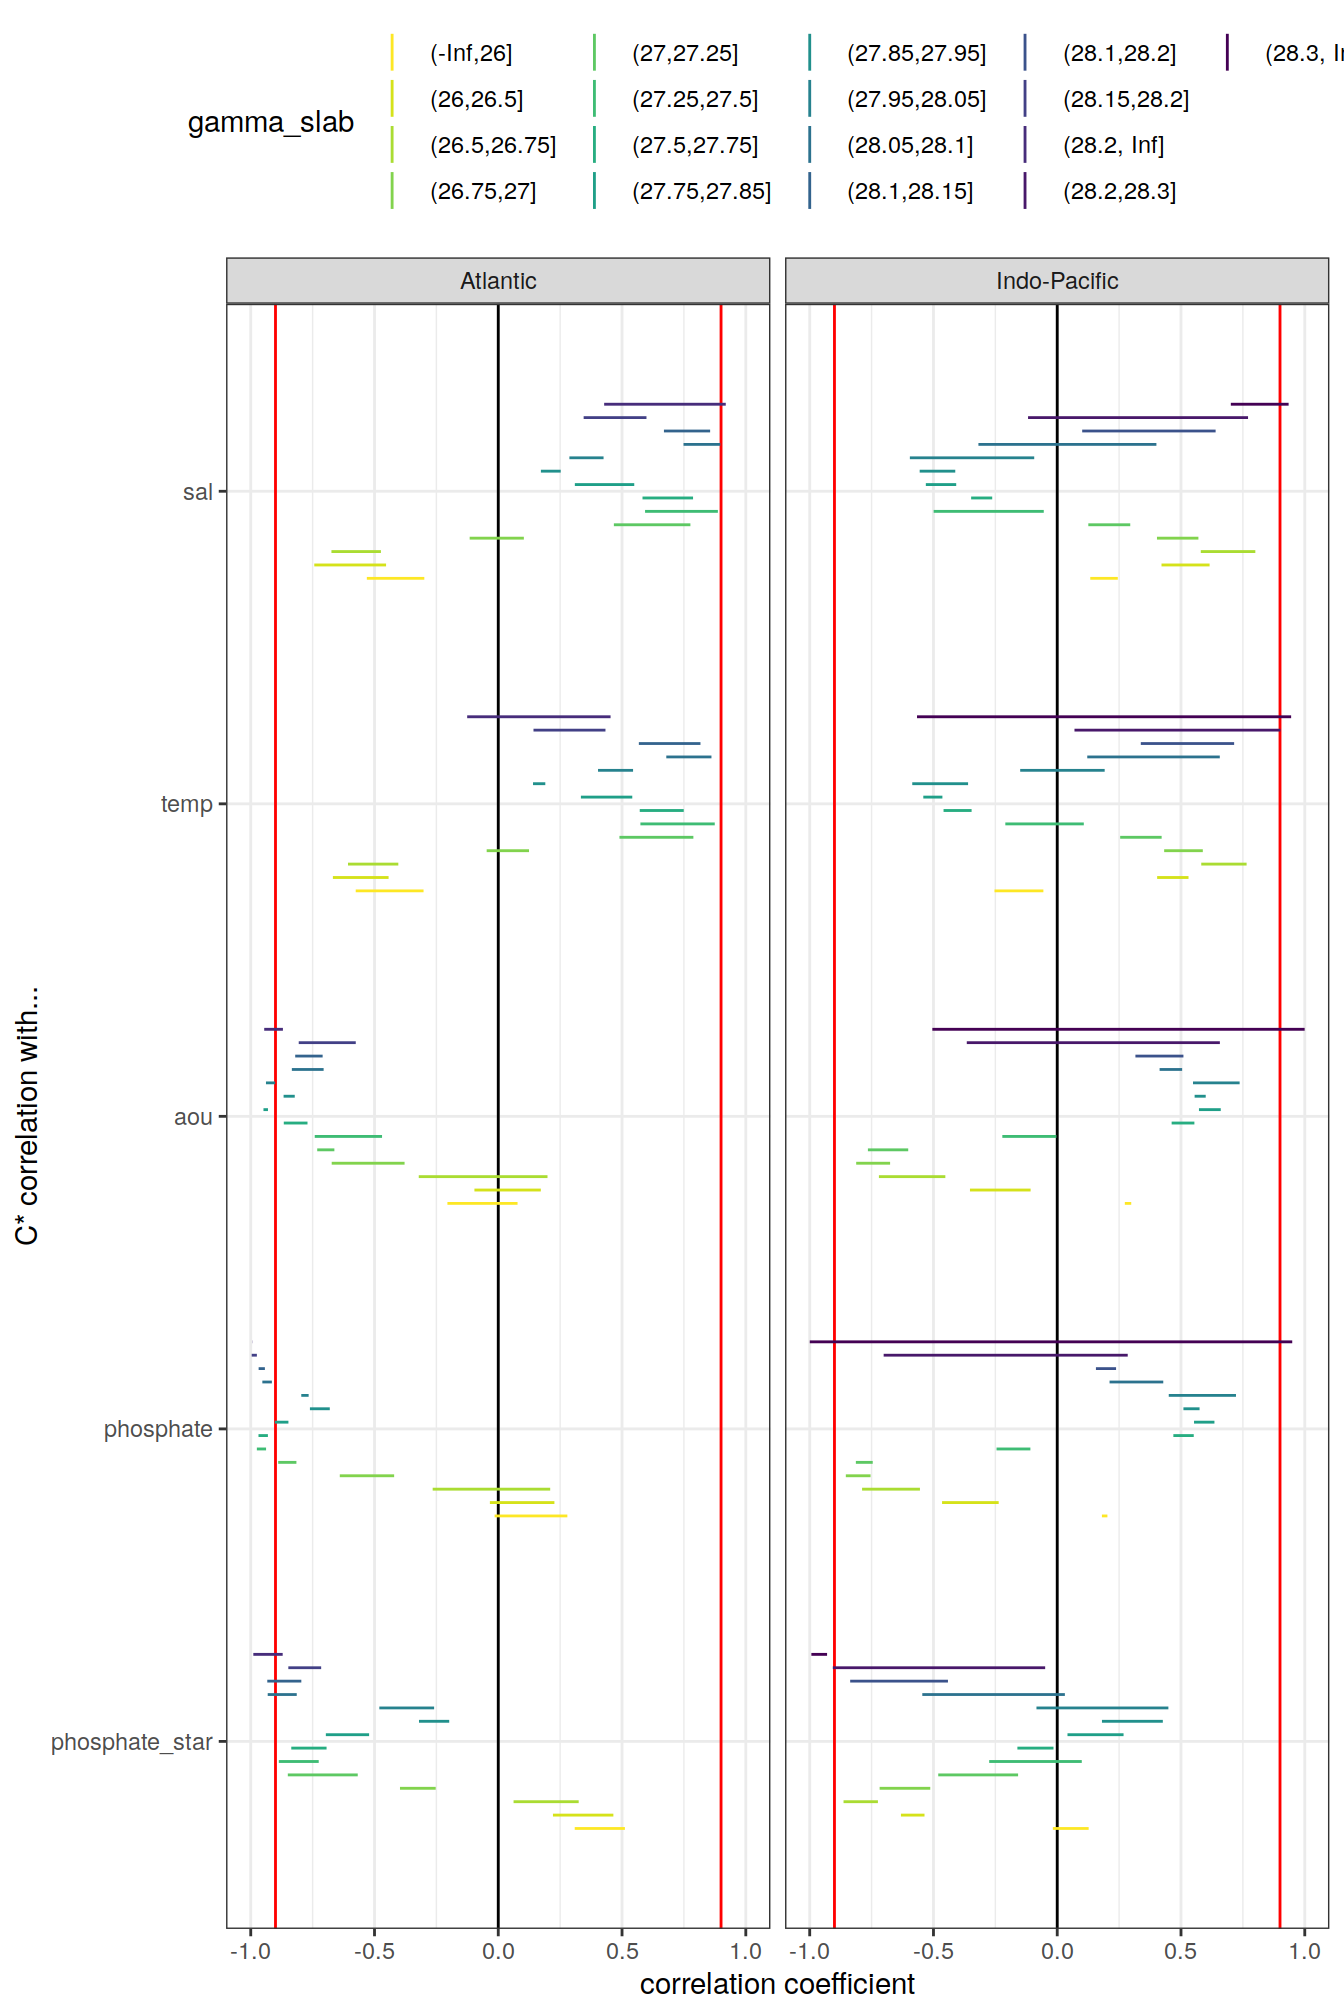 gamma_slab
(-Inf,26]
(26,26.5]
(26.5,26.75]
(26.75,27]
(27,27.25]
(27.25,27.5]
(27.5,27.75]
(27.75,27.85]
(27.85,27.95]
(27.95,28.05]
(28.05,28.1]
(28.1,28.15]
(28.1,28.2]
(28.15,28.2]
(28.2, Inf]
(28.2,28.3]
(28.3,
Atlantic
Indo-Pacific
C* correlation with...
sal
temp
aou
phosphate
phosphate_star
-1.0 -0.5 0.0 0.5 1.0
-1.0 -0.5 0.0 0.5 1.0
correlation coefficient